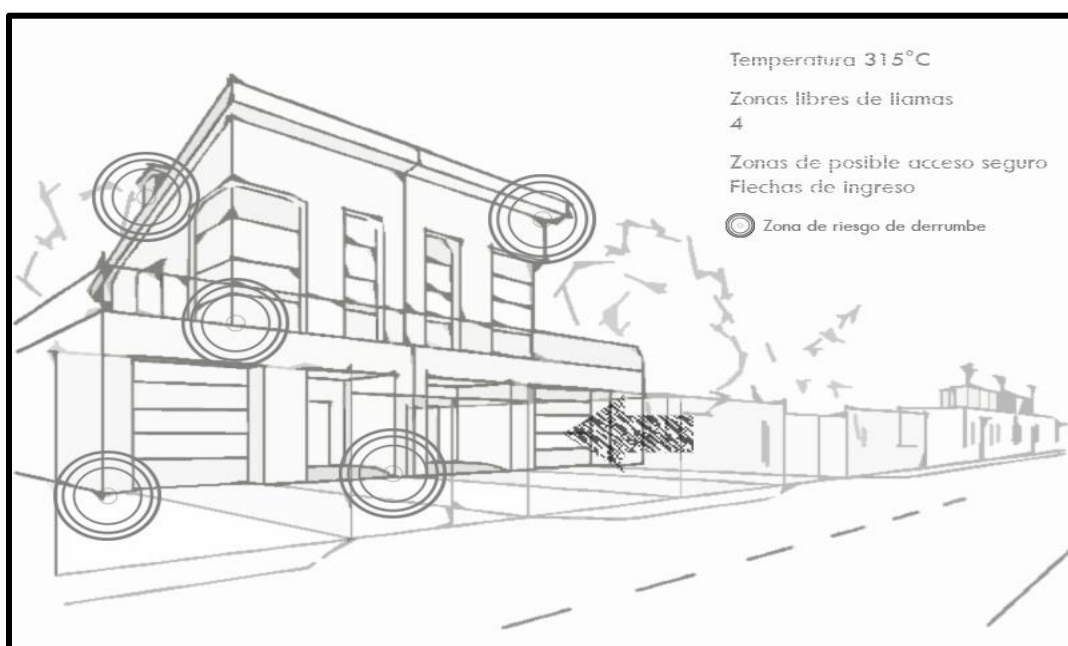 Temperatura 315°C
Zonas libres de llamas
4
Zonas de posible acceso seguro
Flechas de ingreso
Zona de riesgo de derrumbe